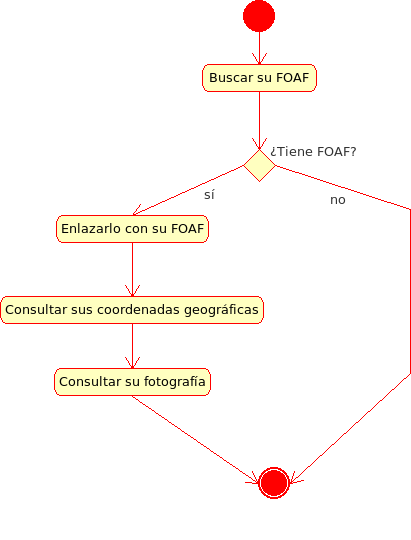 Buscar su FOAF
¿Tiene FOAF?
sí
no
Enlazarlo con su FOAF
Consultar sus coordenadas geográficas
Consultar su fotografía